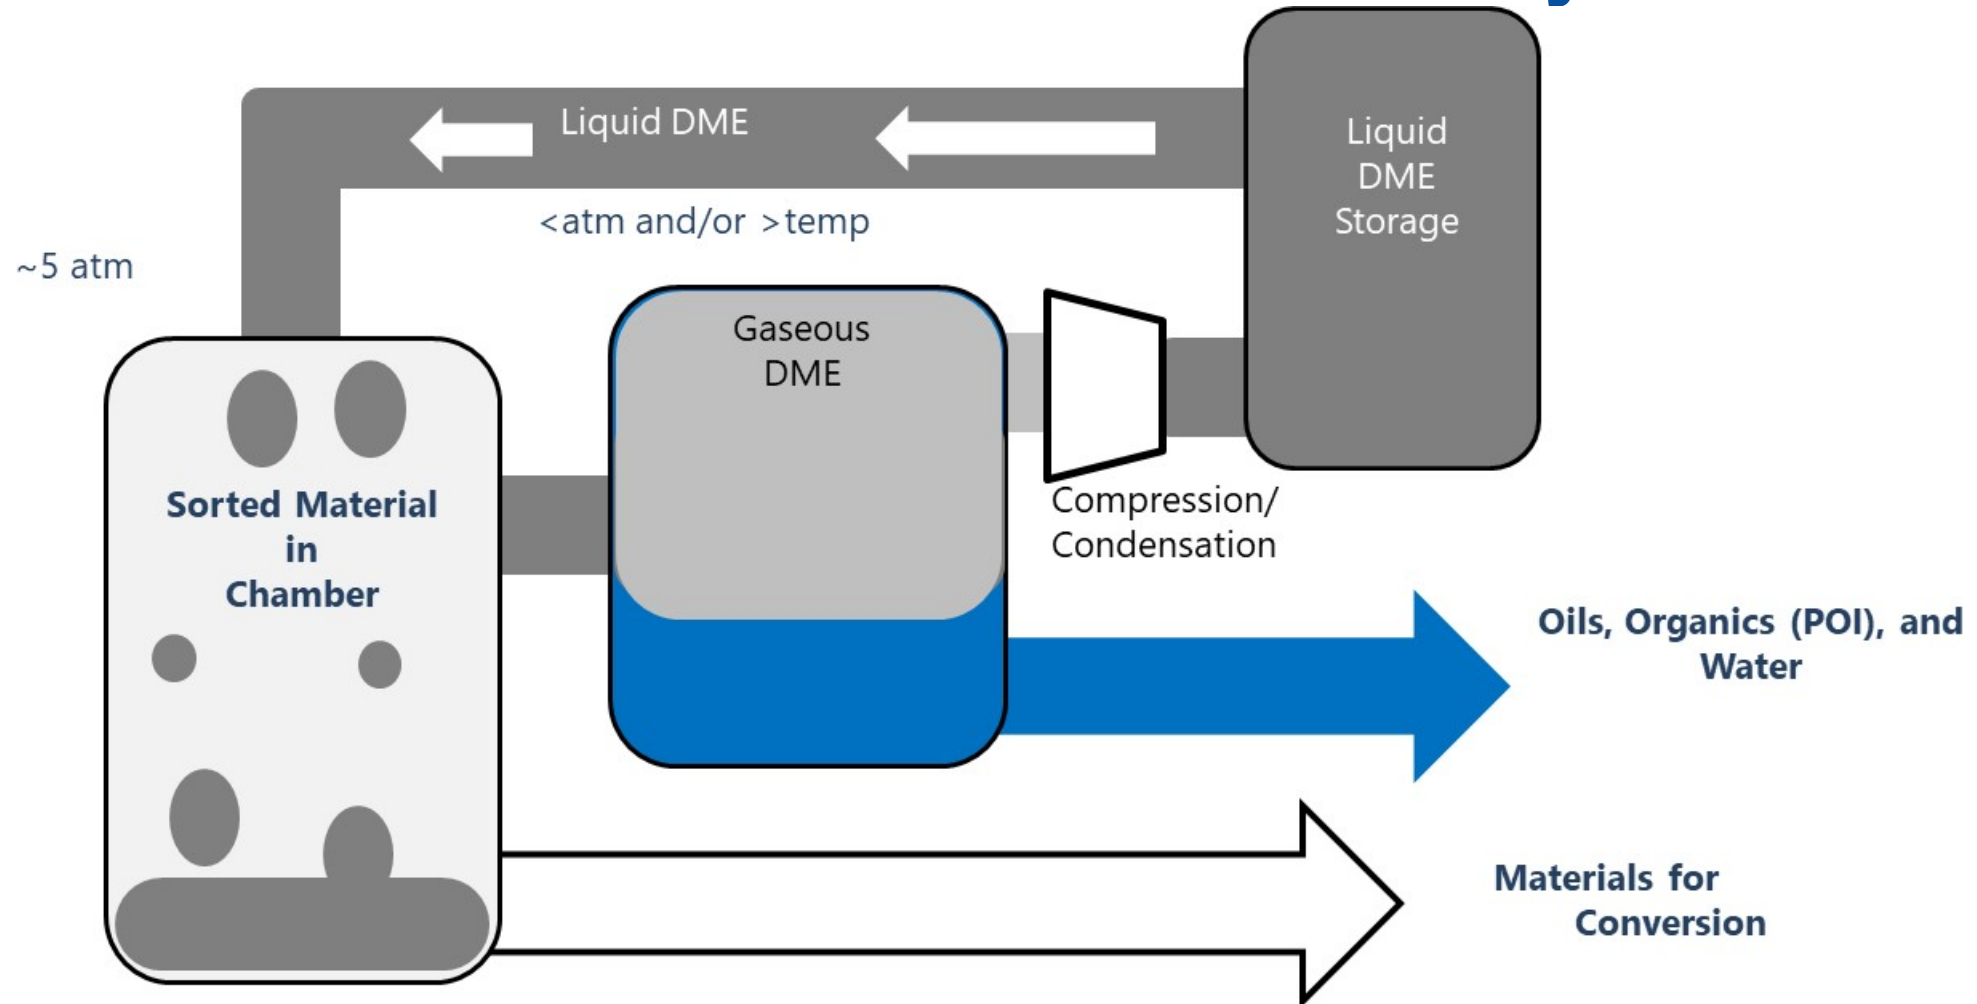 Liquid DME
Liquid
DME
Storage
<atm and/or >temp
~5 atm
Gaseous
DME
Sorted Material
in
Chamber
Compression/
Condensation
Oils, Organics (POI), and
Water
Materials for
Conversion